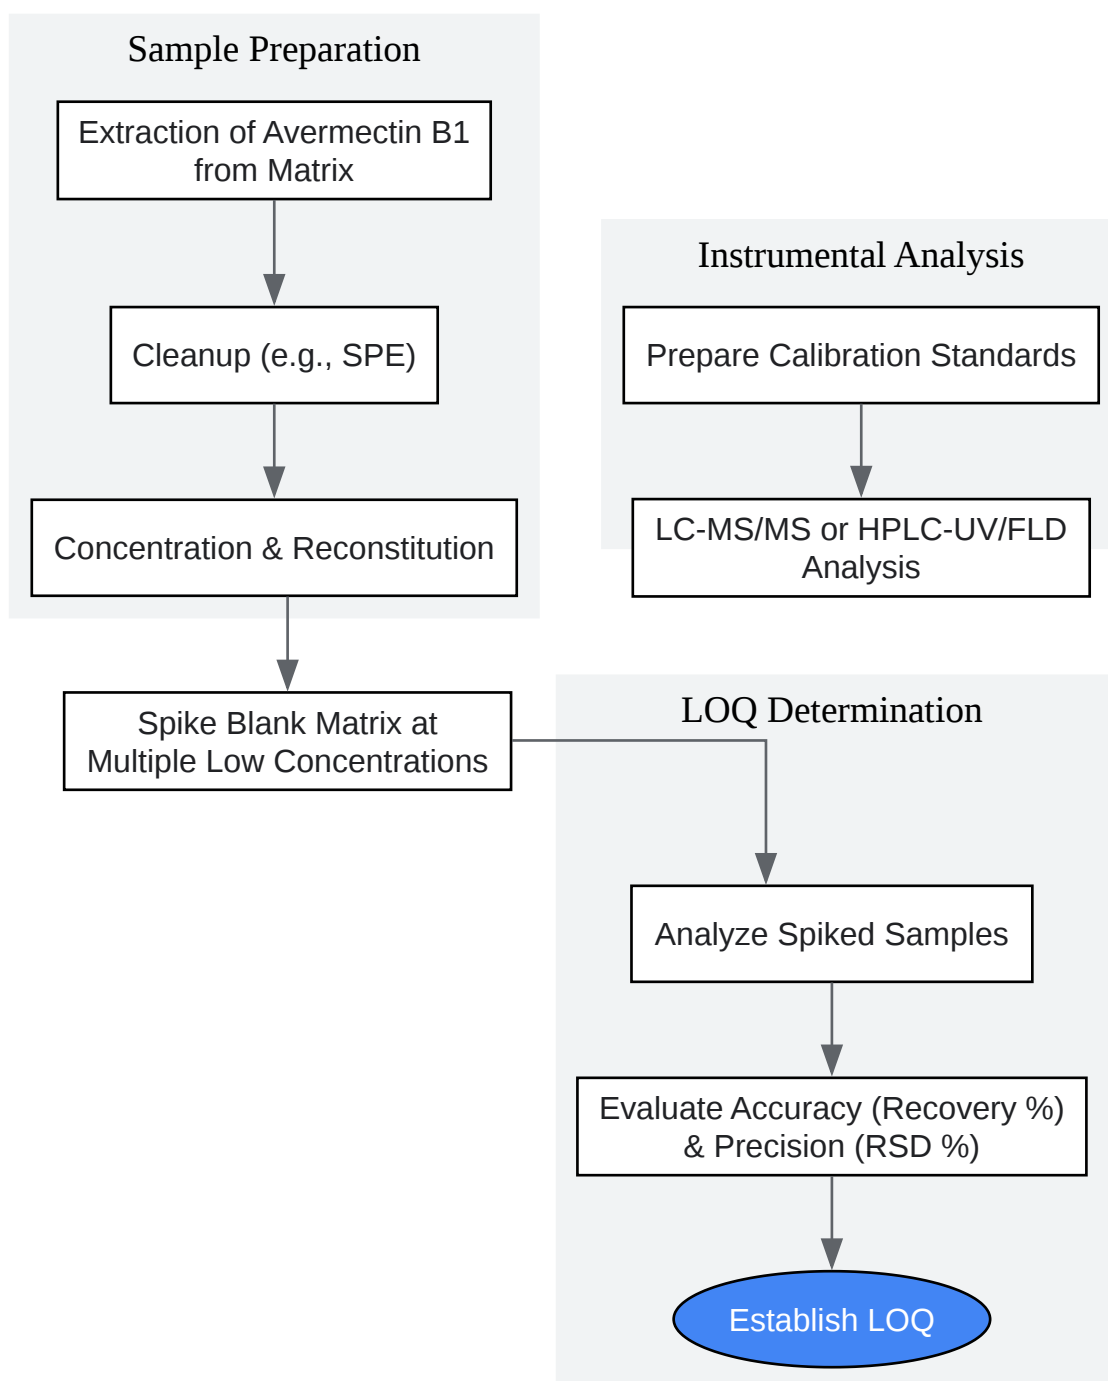 Sample Preparation
Extraction of Avermectin B1
from Matrix
Cleanup (e.g., SPE)
Concentration & Reconstitution
Spike Blank Matrix at
Multiple Low Concentrations
Instrumental Analysis
Prepare Calibration Standards
LC-MS/MS or HPLC-UV/FLD
Analysis
LOQ Determination
Analyze Spiked Samples
Evaluate Accuracy (Recovery %)
& Precision (RSD %)
Establish LOQ